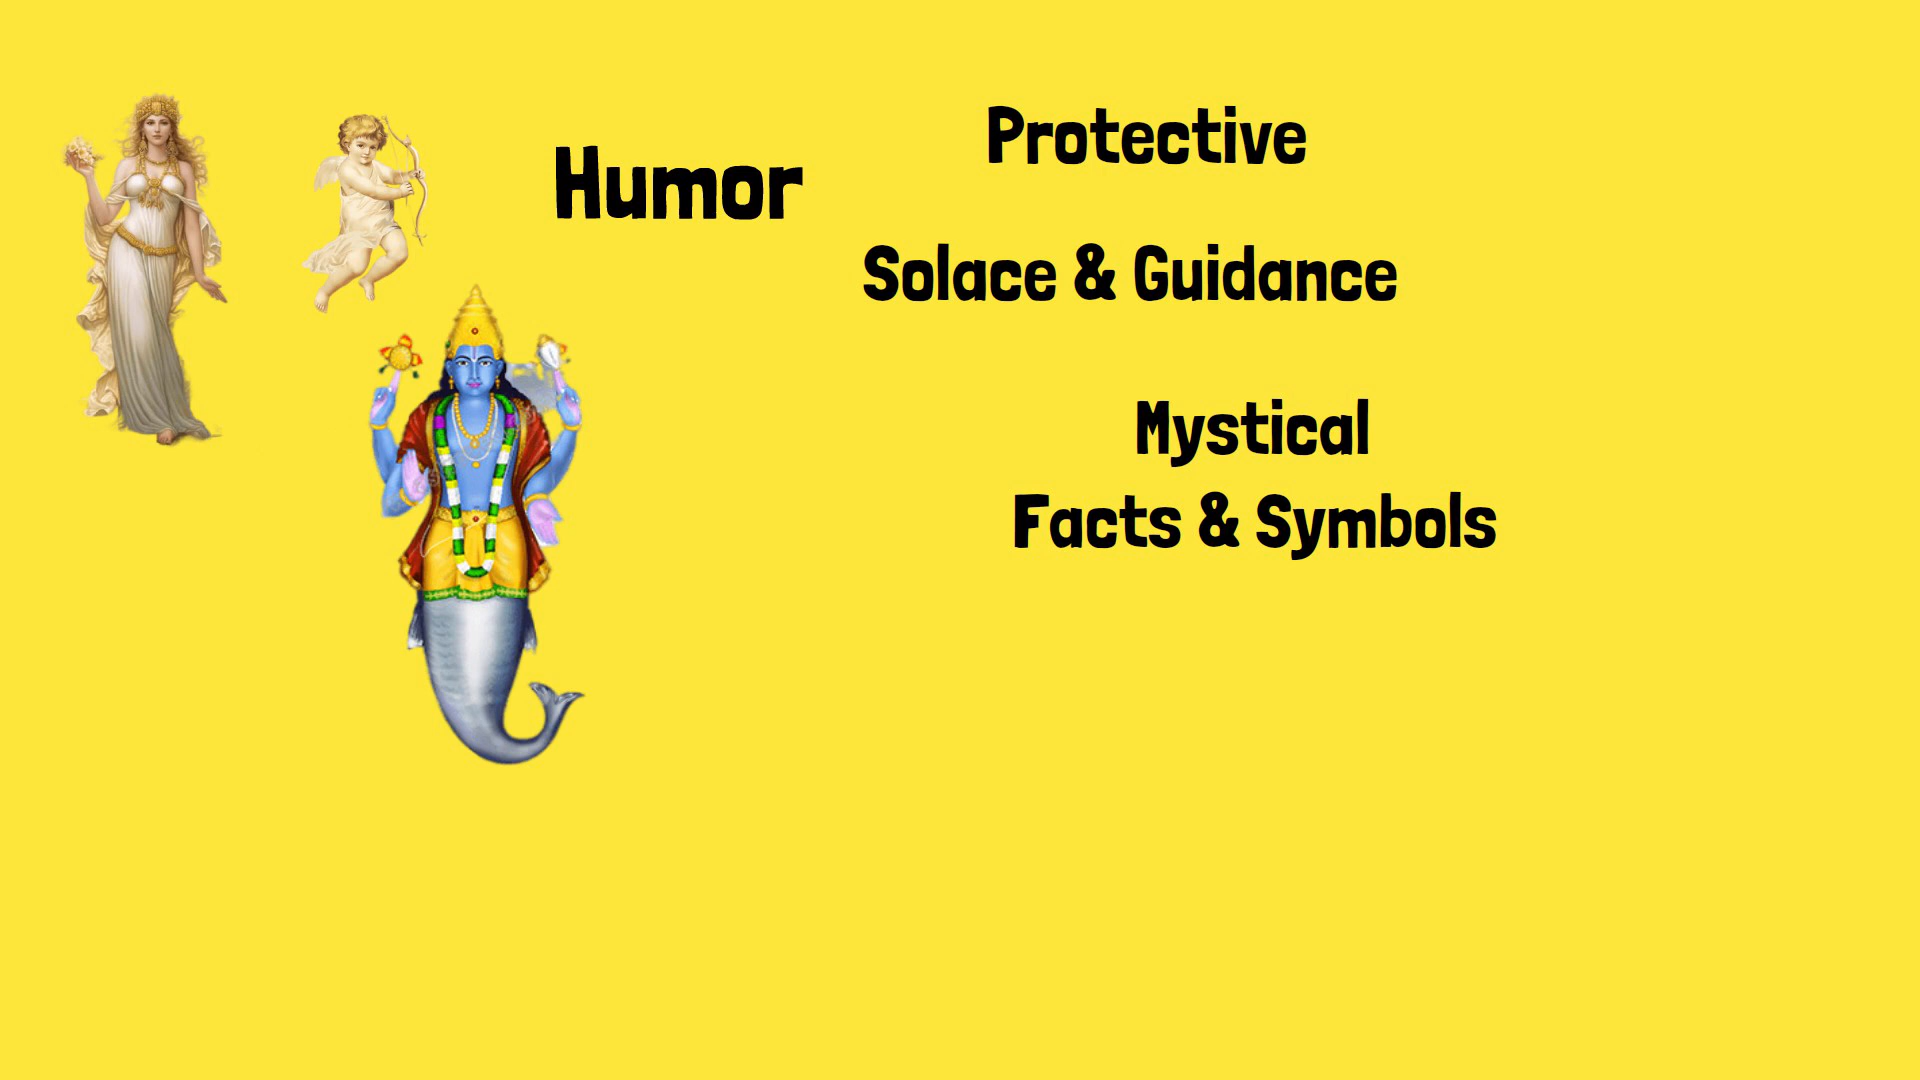 Humor
Protective
Solace & Guidance
Mystical
Facts & Symbols